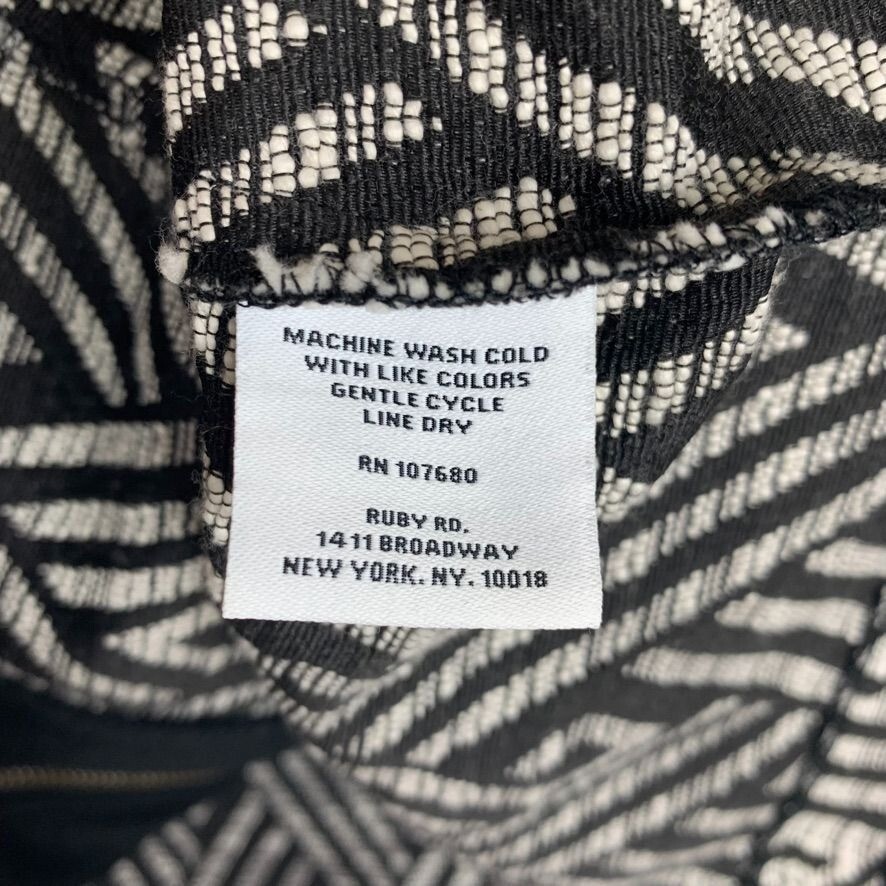 MACHINE WASH COLD
WITH LIKE COLORS
GENTLE CYCLE
LINE DRY
RN 107680
RUBY RD.
1411 BROADWAY
NEW YORK. NY. 10018